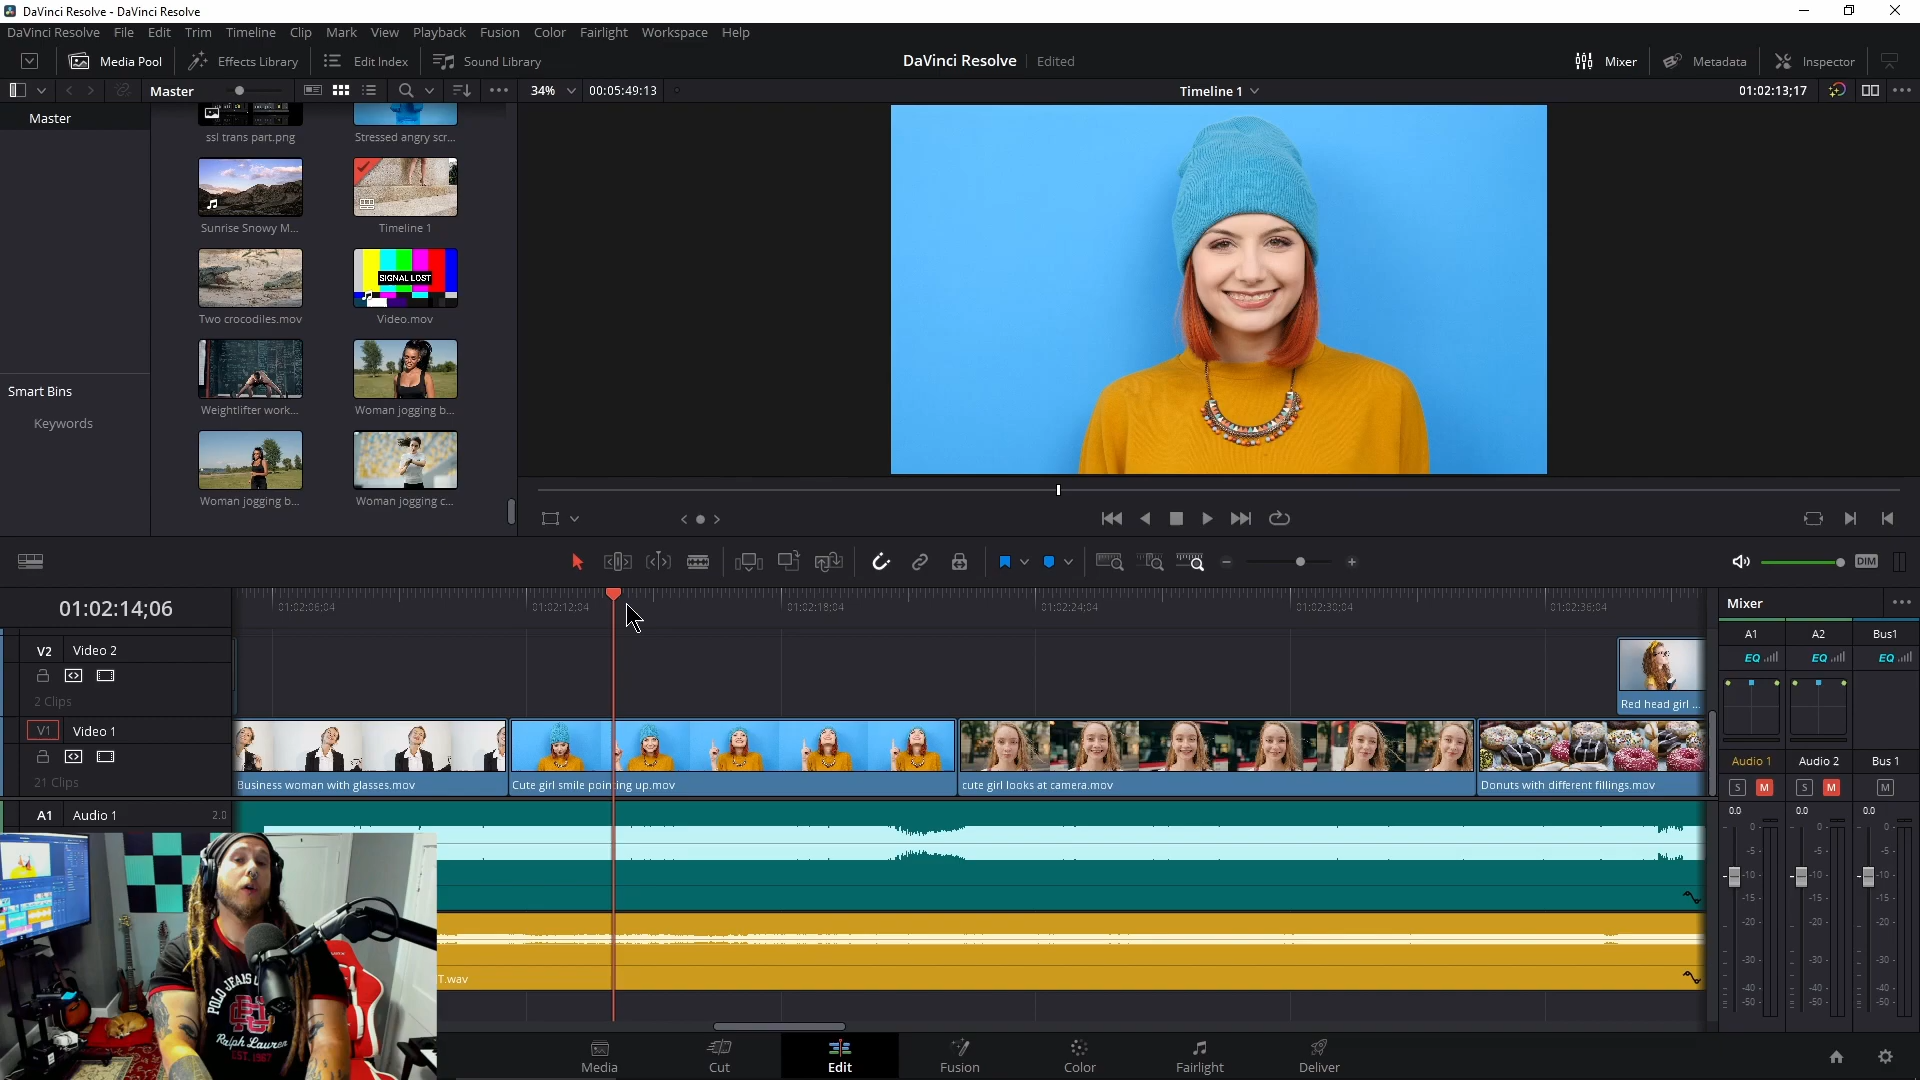 DaVinci Resolve - DaVinci Resolve
DaVinci Resolve File Edit Trim Timeline Clip Mark View Playback Fusion Color Fairlight Workspace Help
Media Pool Effects Library Edit Index Sound Library DaVinci Resolve Edited Mixer Metadata Inspector
Master 34% 00:05:49:13 Timeline 1 01:02:13;17
Master
ssl trans part.png Stressed angry scr...
Sunrise Snowy M... Timeline 1
SIGNAL LOST
Two crocodiles.mov Video.mov
Smart Bins
Keywords
Weightlifter work... Woman jogging b...
Woman jogging b... Woman jogging c...
DIM
01:02:14;06
01:02:06;04 01:02:12;04 01:02:18;04 01:02:24;04 01:02:30;04 01:02:36;04
V2 Video 2
2 Clips
Red head girl ...
V1 Video 1
21 Clips
Business woman with glasses.mov Cute girl smile pointing up.mov cute girl looks at camera.mov Donuts with different fillings.mov
A1 Audio 1 2.0
T.wav
Mixer
A1 A2 Bus1
EQ EQ EQ
Audio 1 Audio 2 Bus 1
S M S M M
0.0 0.0 0.0
0 0 0
-5 -5 -5
-10 -10 -10
-15 -15 -15
-20 -20 -20
-30 -30 -30
-40 -40 -40
-50 -50 -50
POLO JEANS
Ralph Lauren
EST. 1967
Media Cut Edit Fusion Color Fairlight Deliver